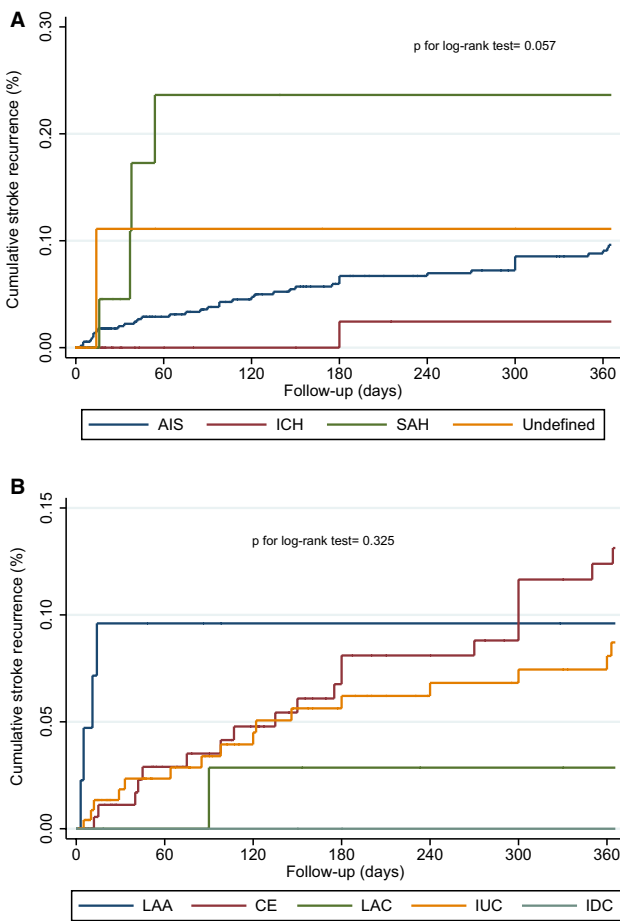 A
p for log-rank test= 0.057
Cumulative stroke recurrence (%)
0.30
0.20
0.10
0.00
0 60 120 180 240 300 360
Follow-up (days)
AIS ICH SAH Undefined
B
p for log-rank test= 0.325
Cumulative stroke recurrence (%)
0.15
0.10
0.05
0.00
0 60 120 180 240 300 360
Follow-up (days)
LAA CE LAC IUC IDC